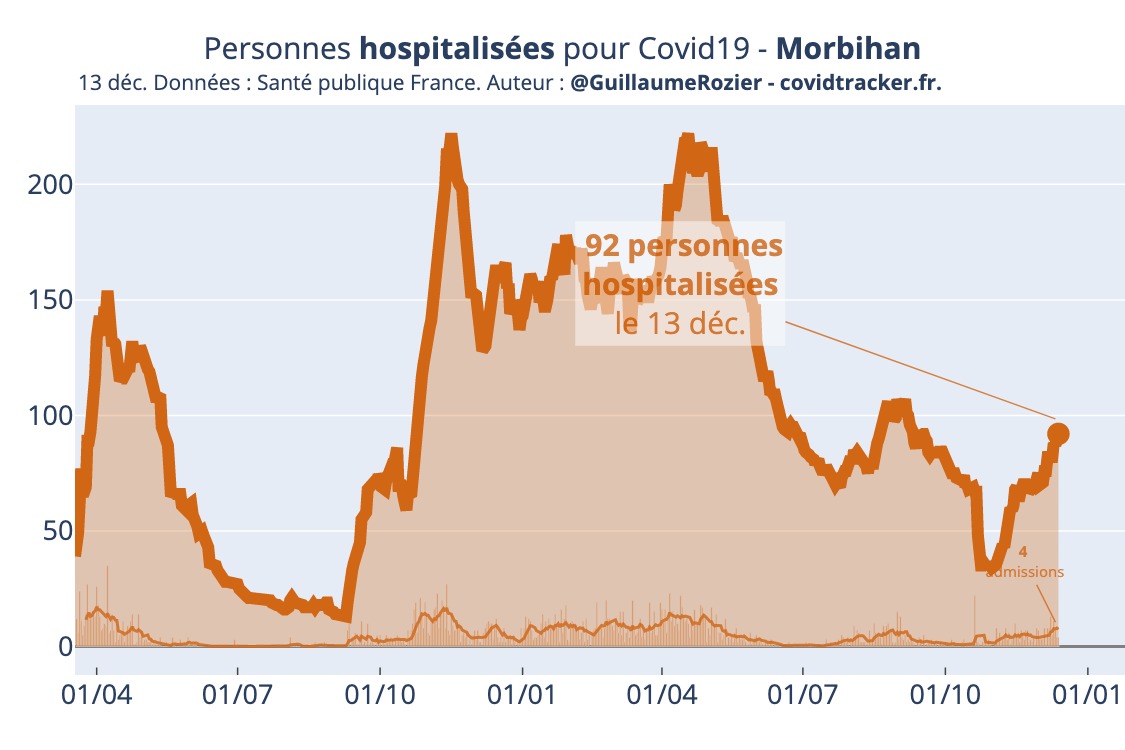 Personnes hospitalisées pour Covid19 - Morbihan
13 déc. Données : Santé publique France. Auteur : @GuillaumeRozier - covidtracker.fr.
200
92 personnes
hospitalisées
le 13 déc.
150
100
50
4
admissions
0
01/04 01/07 01/10 01/01 01/04 01/07 01/10 01/01